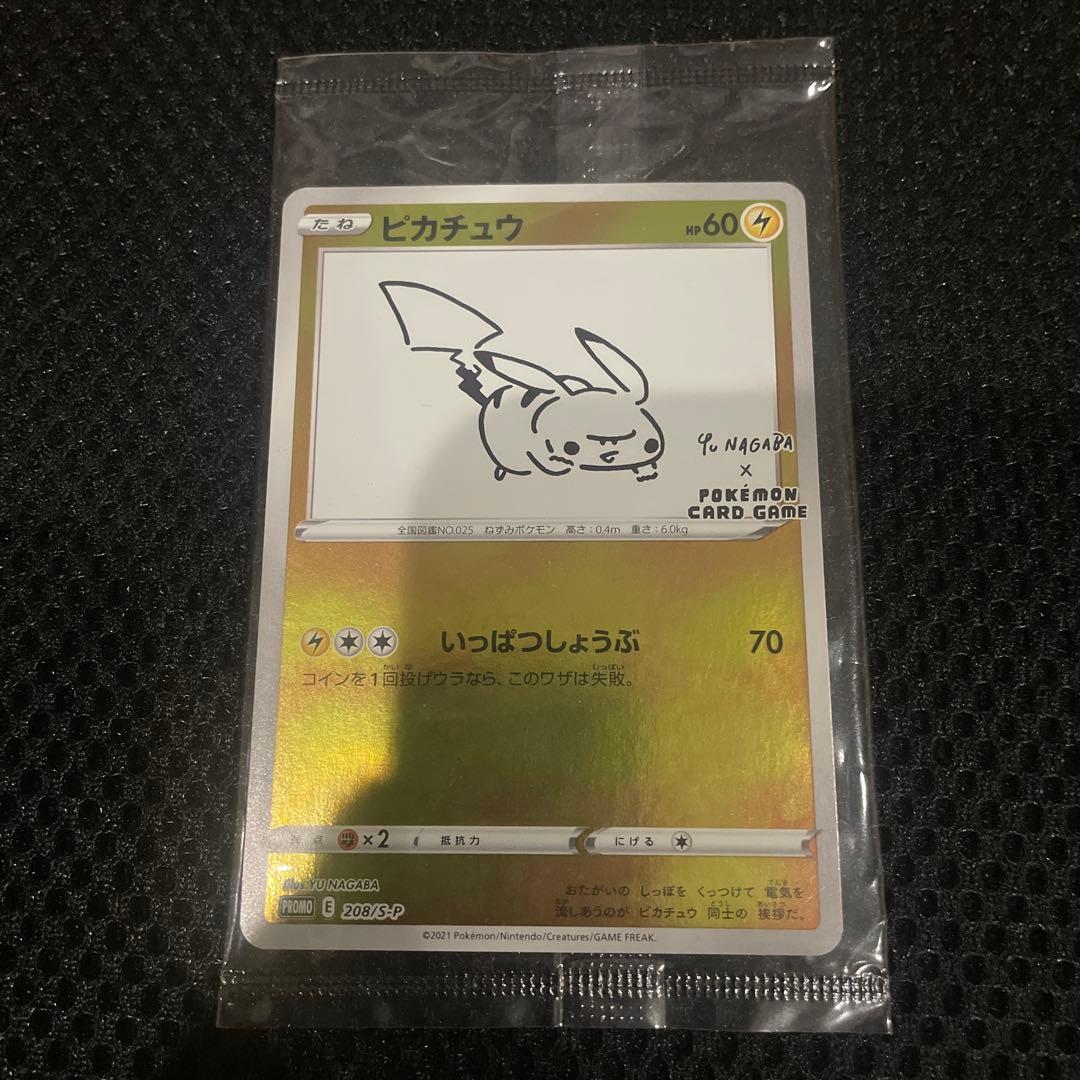 たね ピカチュウ HP60
Yu NAGABA
×
POKÉMON
CARD GAME
全国図鑑NO.025 ねずみポケモン 高さ:0.4m 重さ:6.0kg
いっぱつしょうぶ 70
コインを1回投げウラなら、このワザは失敗。
点 ×2 抵抗力 にげる
Illus.YU NAGABA
PROMO E 208/S-P
おたがいの しっぽを くっつけて 電気を
流しあうのが ピカチュウ 同士の 挨拶だ。
©2021 Pokémon/Nintendo/Creatures/GAME FREAK.